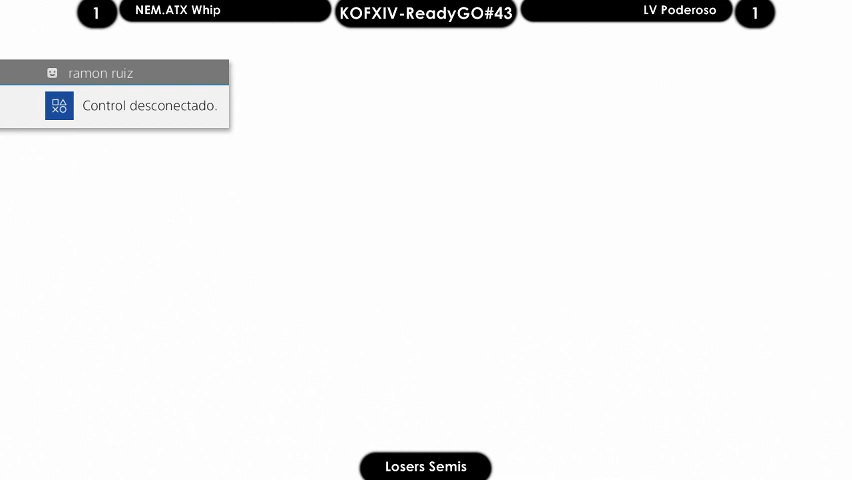 1 NEM.ATX Whip KOFXIV-ReadyGO#43 LV Poderoso 1
ramon ruiz
Control desconectado.
Losers Semis